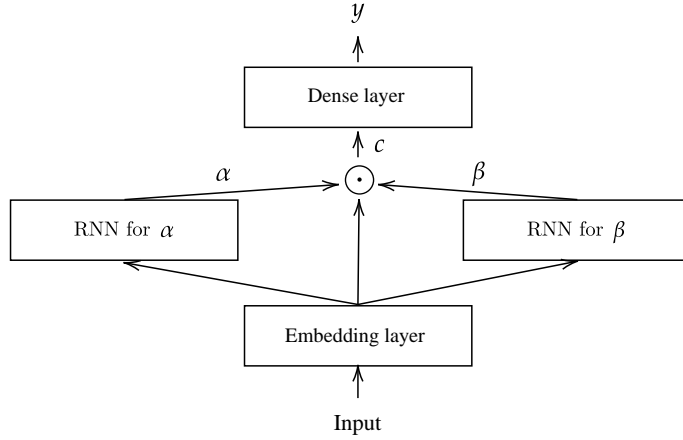 y
Dense layer
c
α
β
RNN for α
RNN for β
Embedding layer
Input